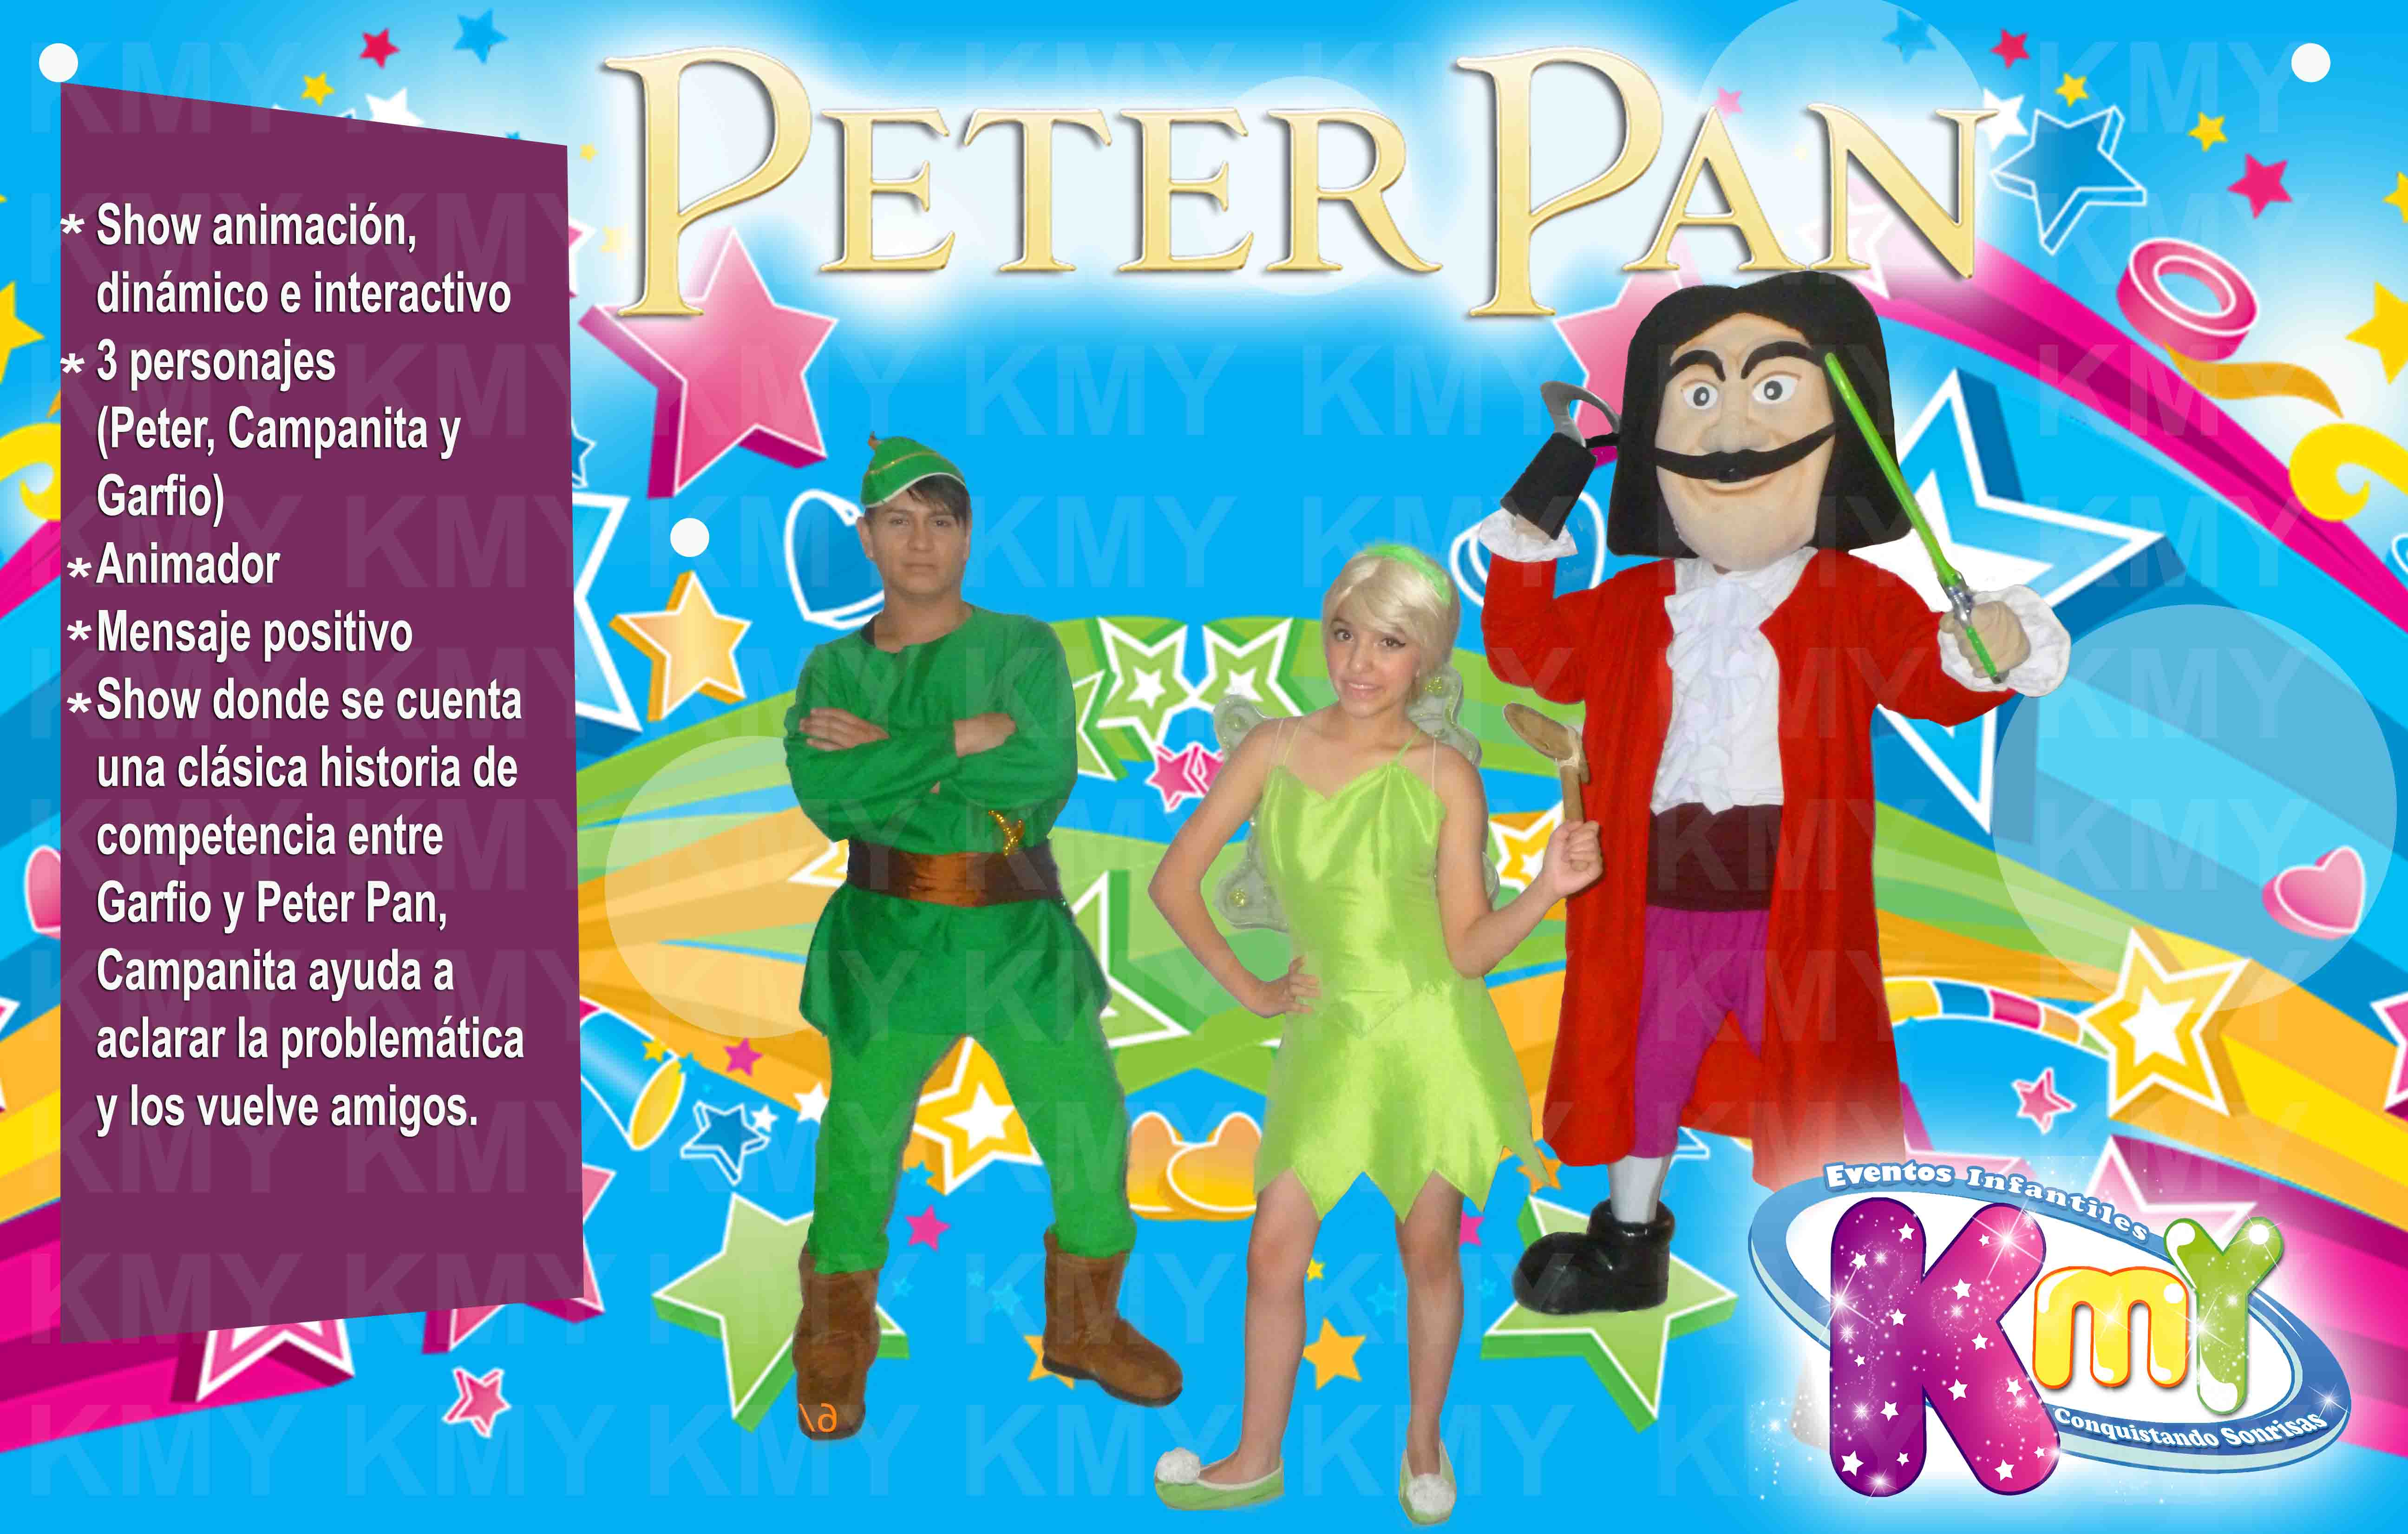 PETER PAN
* Show animación,
dinámico e interactivo
* 3 personajes
(Peter, Campanita y
Garfio)
* Animador
* Mensaje positivo
* Show donde se cuenta
una clásica historia de
competencia entre
Garfio y Peter Pan,
Campanita ayuda a
aclarar la problemática
y los vuelve amigos.
Eventos Infantiles
KmY
Conquistando Sonrisas